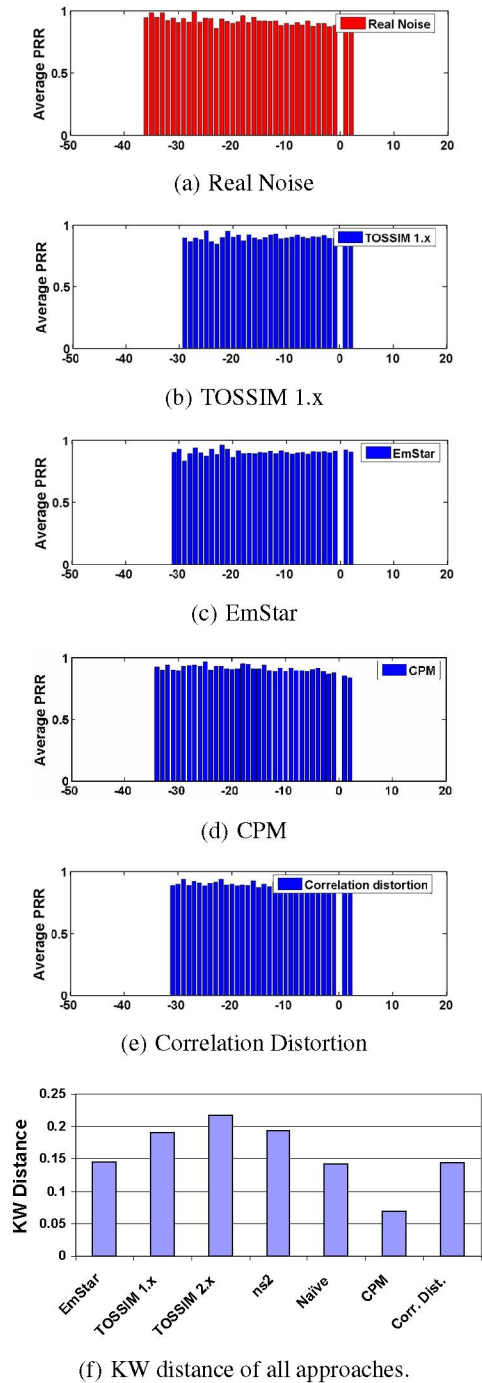 1
Real Noise
Average PRR
0.5
0
-50 -40 -30 -20 -10 0 10 20
(a) Real Noise
1
TOSSIM 1.x
Average PRR
0.5
0
-50 -40 -30 -20 -10 0 10 20
(b) TOSSIM 1.x
1
EmStar
Average PRR
0.5
0
-50 -40 -30 -20 -10 0 10 20
(c) EmStar
1
CPM
Average PRR
0.5
0
-50 -40 -30 -20 -10 0 10 20
(d) CPM
1
Correlation distortion
Average PRR
0.5
0
-50 -40 -30 -20 -10 0 10 20
(e) Correlation Distortion
0.25
0.2
0.15
0.1
0.05
0
KW Distance
EmStar
TOSSIM 1.x
TOSSIM 2.x
ns2
Naïve
CPM
Corr. Dist.
(f) KW distance of all approaches.